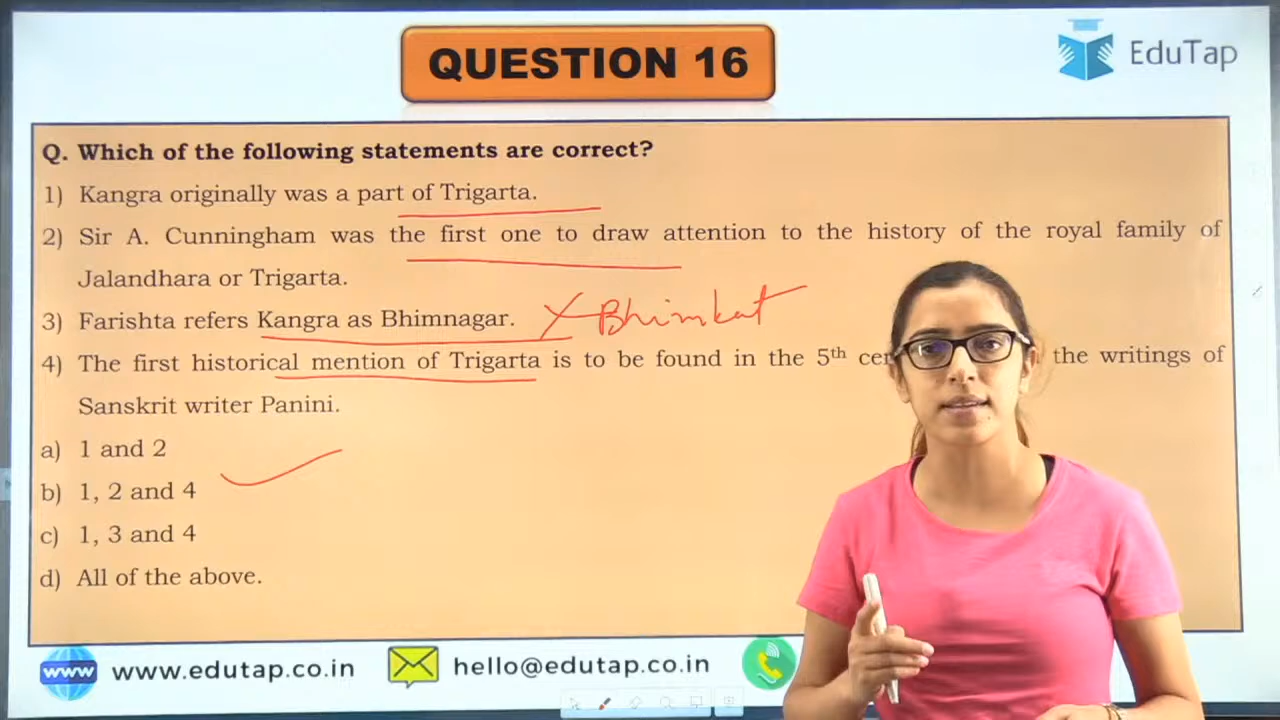 QUESTION 16
EduTap
Q. Which of the following statements are correct?
1) Kangra originally was a part of Trigarta.
2) Sir A. Cunningham was the first one to draw attention to the history of the royal family of
Jalandhara or Trigarta.
3) Farishta refers Kangra as Bhimnagar. X Bhimkat
4) The first historical mention of Trigarta is to be found in the 5th the writings of
Sanskrit writer Panini.
a) 1 and 2
b) 1, 2 and 4
c) 1, 3 and 4
d) All of the above.
www www.edutap.co.in hello@edutap.co.in